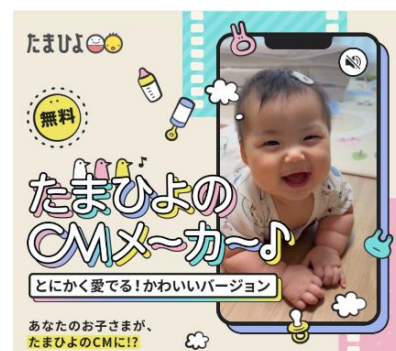 たまひよ
無料
たまひよの
CMメ〜カ〜♪
とにかく愛でる!かわいいバージョン
あなたのお子さまが、
たまひよのCMに!?